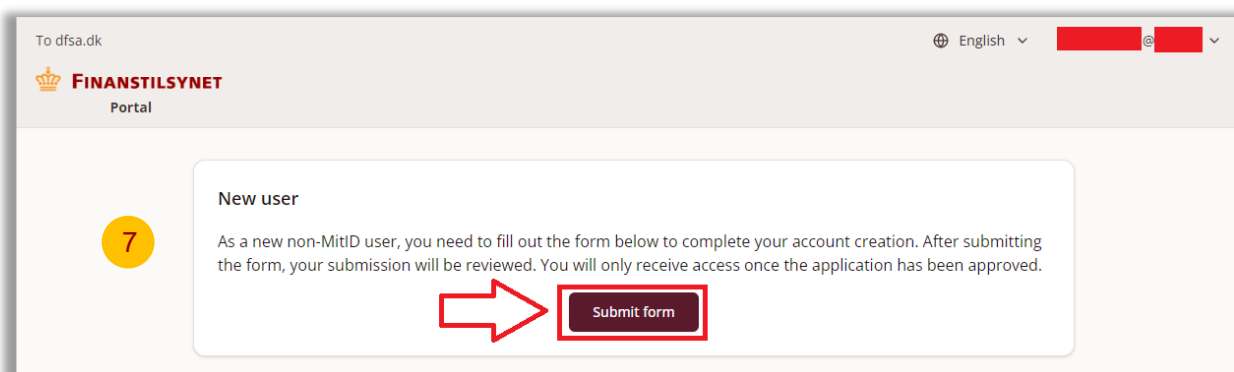 To dfsa.dk
English
@
FINANSTILSYNET
Portal
New user
7
As a new non-MitID user, you need to fill out the form below to complete your account creation. After submitting
the form, your submission will be reviewed. You will only receive access once the application has been approved.
Submit form